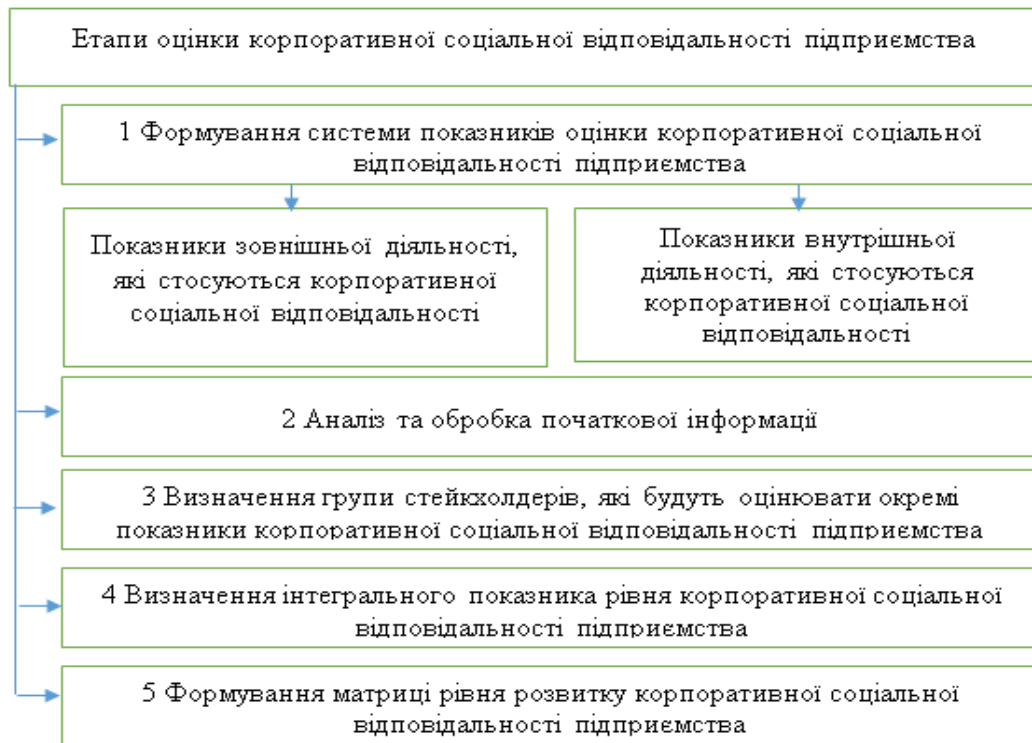 Етапи оцінки корпоративної соціальної відповідальності підприємства
1 Формування системи показників оцінки корпоративної соціальної
відповідальності підприємства
Показники зовнішньої діяльності,
які стосуються корпоративної
соціальної відповідальності
Показники внутрішньої
діяльності, які стосуються
корпоративної соціальної
відповідальності
2 Аналіз та обробка початкової інформації
3 Визначення групи стейкхолдерів, які будуть оцінювати окремі
показники корпоративної соціальної відповідальності підприємства
4 Визначення інтегрального показника рівня корпоративної соціальної
відповідальності підприємства
5 Формування матриці рівня розвитку корпоративної соціальної
відповідальності підприємства